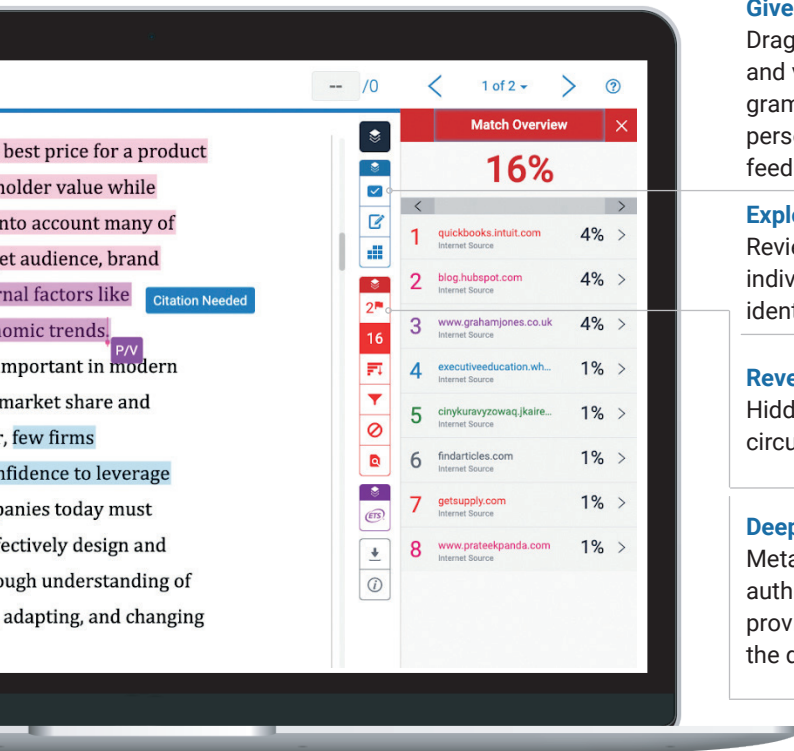 -- /0
1 of 2
best price for a product
holder value while
nto account many of
et audience, brand
rnal factors like
Citation Needed
nomic trends.
P/V
important in modern
market share and
r, few firms
nfidence to leverage
panies today must
fectively design and
ough understanding of
adapting, and changing
2
16
ETS
Match Overview
16%
1 quickbooks.intuit.com 4%
Internet Source
2 blog.hubspot.com 4%
Internet Source
3 www.grahamjones.co.uk 4%
Internet Source
4 executiveeducation.wh... 1%
Internet Source
5 cinykuravyzowaq.jkaire... 1%
Internet Source
6 findarticles.com 1%
Internet Source
7 getsupply.com 1%
Internet Source
8 www.prateekpanda.com 1%
Internet Source
Give
Drag
and v
gram
pers
feed
Explo
Revie
indiv
ident
Reve
Hidd
circu
Deep
Meta
auth
prov
the d